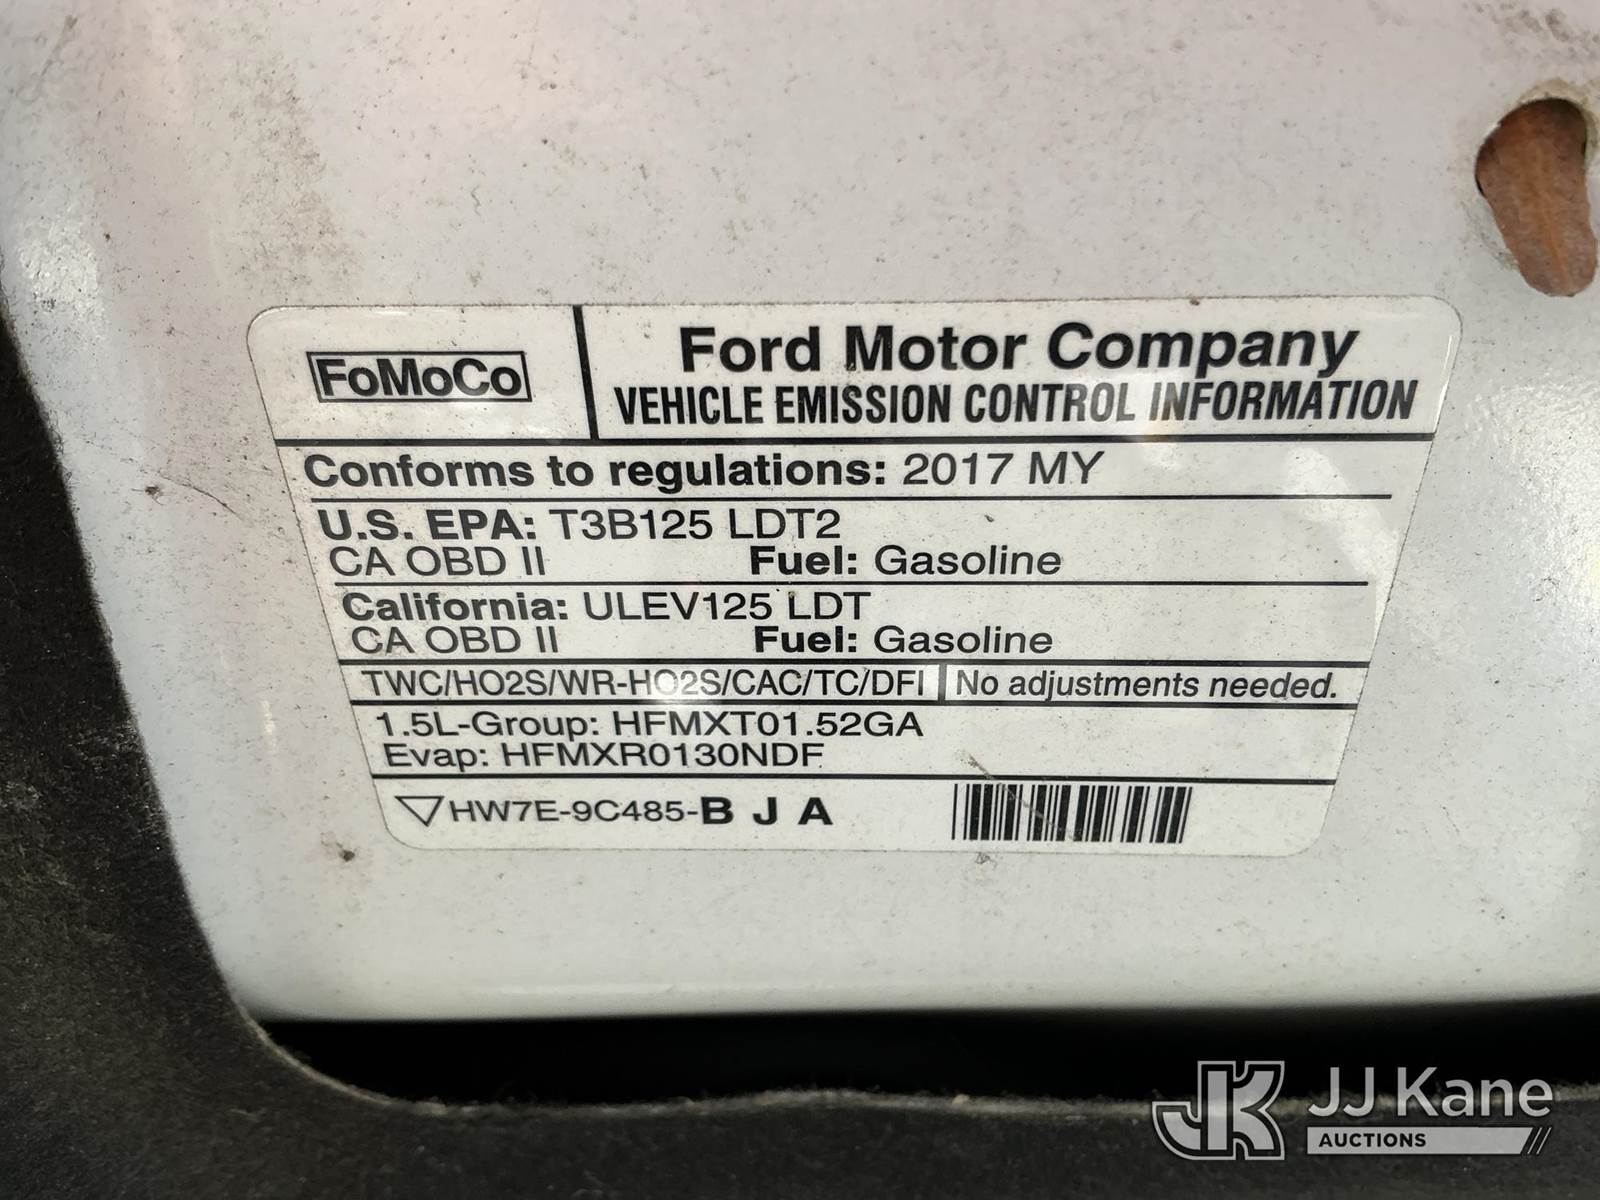 FoMoCo
Ford Motor Company
VEHICLE EMISSION CONTROL INFORMATION
Conforms to regulations: 2017 MY
U.S. EPA: T3B125 LDT2
CA OBD II Fuel: Gasoline
California: ULEV125 LDT
CA OBD II Fuel: Gasoline
TWC/HO2S/WR-HO2S/CAC/TC/DFI No adjustments needed.
1.5L-Group: HFMXT01.52GA
Evap: HFMXR0130NDF
HW7E-9C485-B J A
JK JJ Kane
AUCTIONS